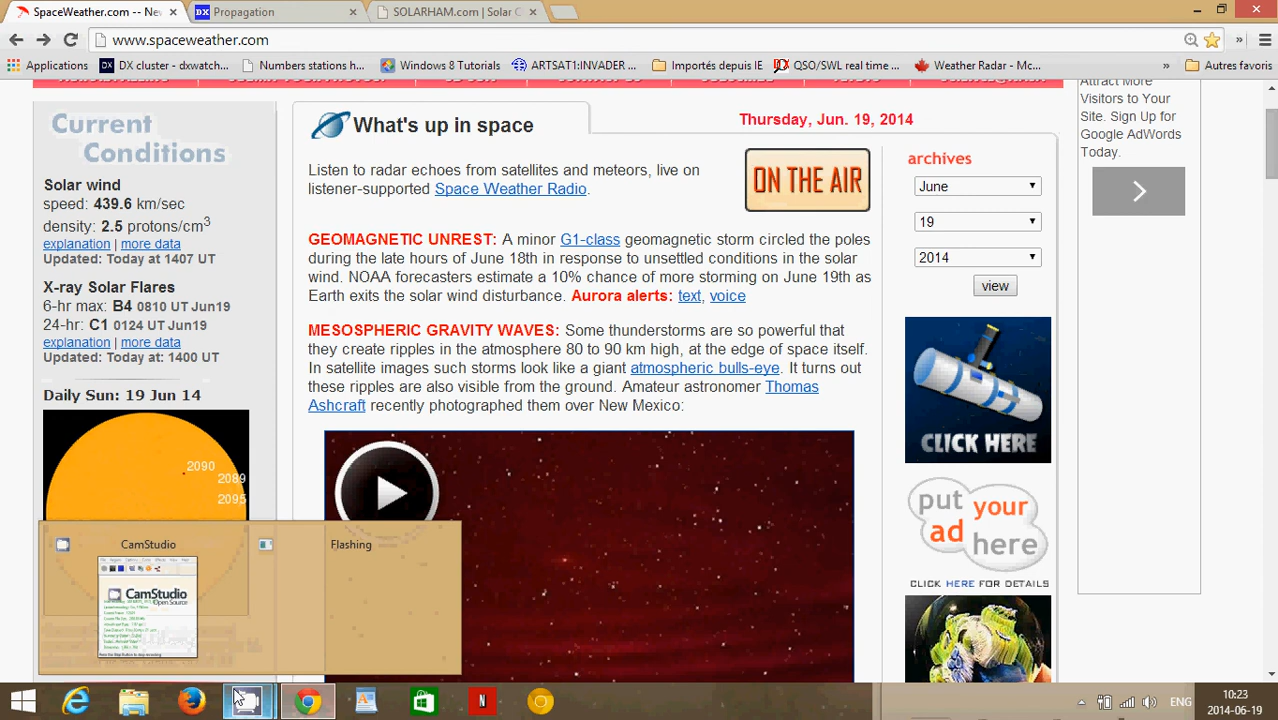 SpaceWeather.com -- Nev
Propagation
SOLARHAM.com | Solar C
www.spaceweather.com
Applications
DX cluster - dxwatch...
Numbers stations h...
Windows 8 Tutorials
ARTSAT1:INVADER ...
Importés depuis IE
QSO/SWL real time ...
Weather Radar - Mc...
»
Autres favoris
Current
Conditions
Solar wind
speed: 439.6 km/sec
density: 2.5 protons/cm3
explanation | more data
Updated: Today at 1407 UT
X-ray Solar Flares
6-hr max: B4 0810 UT Jun19
24-hr: C1 0124 UT Jun19
explanation | more data
Updated: Today at: 1400 UT
Daily Sun: 19 Jun 14
2090
2089
2095
What's up in space
Thursday, Jun. 19, 2014
Listen to radar echoes from satellites and meteors, live on
listener-supported Space Weather Radio.
ON THE AIR
GEOMAGNETIC UNREST: A minor G1-class geomagnetic storm circled the poles
during the late hours of June 18th in response to unsettled conditions in the solar
wind. NOAA forecasters estimate a 10% chance of more storming on June 19th as
Earth exits the solar wind disturbance. Aurora alerts: text, voice
MESOSPHERIC GRAVITY WAVES: Some thunderstorms are so powerful that
they create ripples in the atmosphere 80 to 90 km high, at the edge of space itself.
In satellite images such storms look like a giant atmospheric bulls-eye. It turns out
these ripples are also visible from the ground. Amateur astronomer Thomas
Ashcraft recently photographed them over New Mexico:
archives
June
19
2014
view
CLICK HERE
put your
ad here
CLICK HERE FOR DETAILS
Attract More
Visitors to Your
Site. Sign Up for
Google AdWords
Today.
CamStudio
Flashing
CamStudio
Open Source
N
ENG
10:23
2014-06-19